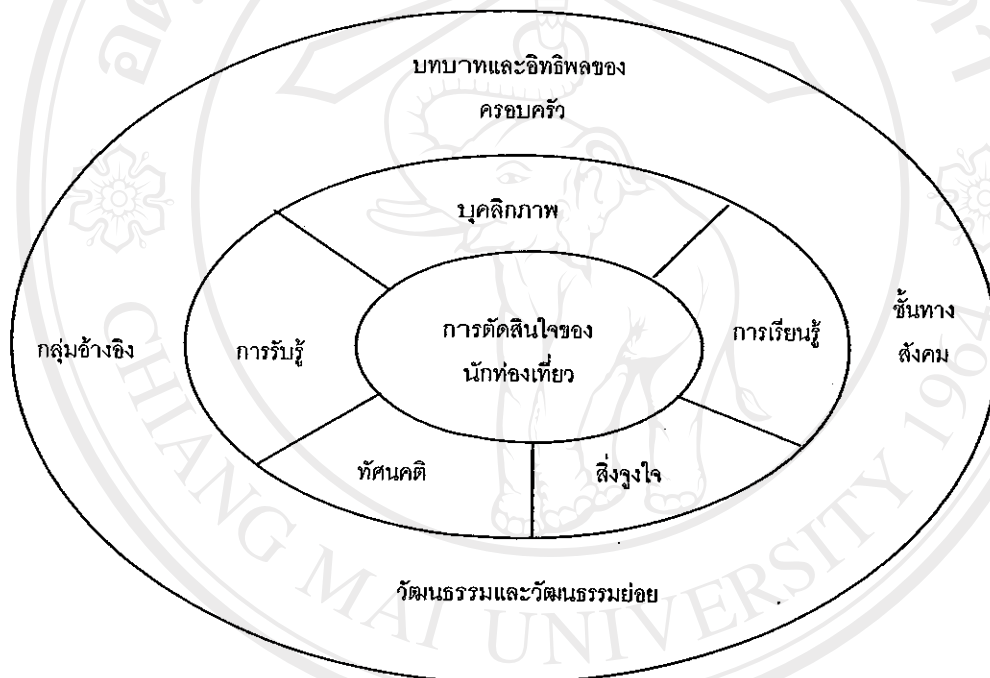 บทบาทและอิทธิพลของ
ครอบครัว
บุคลิกภาพ
การตัดสินใจของ
นักท่องเที่ยว
การรับรู้
การเรียนรู้
กลุ่มอ้างอิง
ชั้นทาง
สังคม
ทัศนคติ
สิ่งจูงใจ
วัฒนธรรมและวัฒนธรรมย่อย
CHIANG MAI UNIVERSITY 1964